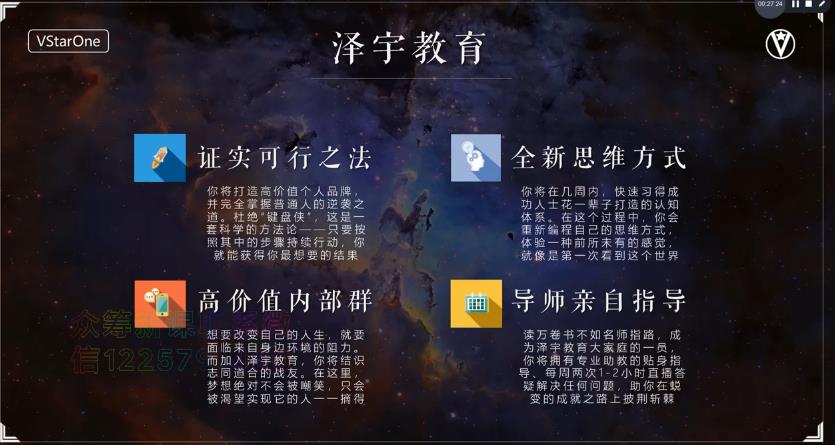 00:27:24
VStarOne
泽宇教育
证实可行之法
你将打造高价值个人品牌，
并完全掌握普通人的逆袭之
道。杜绝“键盘侠”，这是一
套科学的方法论——只要按
照其中的步骤持续行动，你
就能获得你最想要的结果
全新思维方式
你将在几周内，快速习得成
功人士花一辈子打造的认知
体系。在这个过程中，你会
重新编程自己的思维方式，
体验一种前所未有的感觉，
就像是第一次看到这个世界
高价值内部群
想要改变自己的人生，就要
面临来自身边环境的阻力。
而加入泽宇教育，你将结识
志同道合的战友。在这里，
梦想绝对不会被嘲笑，只会
被渴望实现它的人一一摘得
导师亲自指导
读万卷书不如名师指路，成
为泽宇教育大家庭的一员，
你将拥有专业助教的贴身指
导、每周两次1-2小时直播答
疑解决任何问题，助你在蜕
变的成就之路上披荆斩棘
众筹新课
信122579